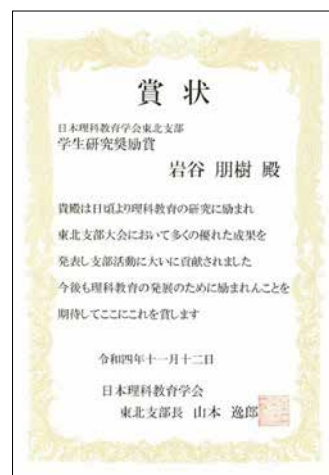 賞状
日本理科教育学会東北支部
学生研究奨励賞
岩谷 朋樹 殿
貴殿は日頃より理科教育の研究に励まれ
東北支部大会において多くの優れた成果を
発表し支部活動に大いに貢献されました
今後も理科教育の発展のために励まれんことを
期待してここにこれを賞します
令和四年十一月十二日
日本理科教育学会
東北支部長 山本 逸郎